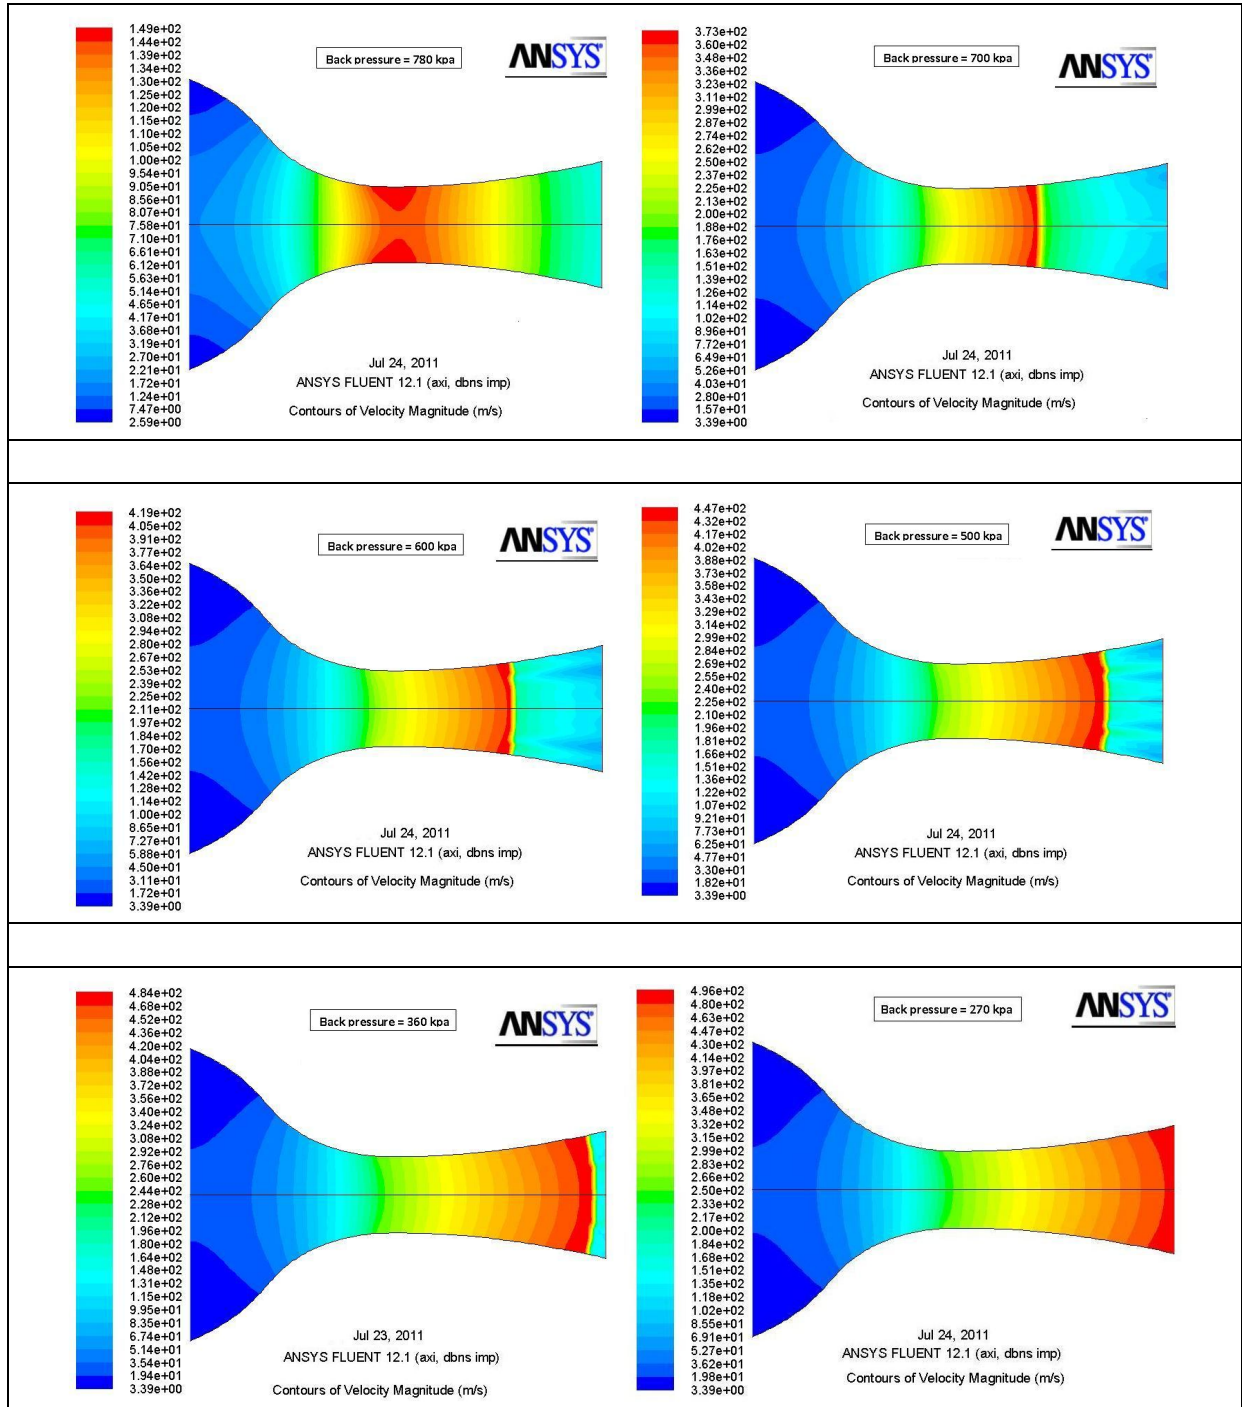 1.49e+02
1.44e+02
1.39e+02
1.34e+02
1.30e+02
1.25e+02
1.20e+02
1.15e+02
1.10e+02
1.05e+02
1.00e+02
9.54e+01
9.05e+01
8.56e+01
8.07e+01
7.58e+01
7.10e+01
6.61e+01
6.12e+01
5.63e+01
5.14e+01
4.65e+01
4.17e+01
3.68e+01
3.19e+01
2.70e+01
2.21e+01
1.72e+01
1.24e+01
7.47e+00
2.59e+00
Back pressure = 780 kpa
ANSYS®
Jul 24, 2011
ANSYS FLUENT 12.1 (axi, dbns imp)
Contours of Velocity Magnitude (m/s)
3.73e+02
3.60e+02
3.48e+02
3.36e+02
3.23e+02
3.11e+02
2.99e+02
2.87e+02
2.74e+02
2.62e+02
2.50e+02
2.37e+02
2.25e+02
2.13e+02
2.00e+02
1.88e+02
1.76e+02
1.63e+02
1.51e+02
1.39e+02
1.26e+02
1.14e+02
1.02e+02
8.96e+01
7.72e+01
6.49e+01
5.26e+01
4.03e+01
2.80e+01
1.57e+01
3.39e+00
Back pressure = 700 kpa
ANSYS®
Jul 24, 2011
ANSYS FLUENT 12.1 (axi, dbns imp)
Contours of Velocity Magnitude (m/s)
4.19e+02
4.05e+02
3.91e+02
3.77e+02
3.64e+02
3.50e+02
3.36e+02
3.22e+02
3.08e+02
2.94e+02
2.80e+02
2.67e+02
2.53e+02
2.39e+02
2.25e+02
2.11e+02
1.97e+02
1.84e+02
1.70e+02
1.56e+02
1.42e+02
1.28e+02
1.14e+02
1.00e+02
8.65e+01
7.27e+01
5.88e+01
4.50e+01
3.11e+01
1.72e+01
3.39e+00
Back pressure = 600 kpa
ANSYS®
Jul 24, 2011
ANSYS FLUENT 12.1 (axi, dbns imp)
Contours of Velocity Magnitude (m/s)
4.47e+02
4.32e+02
4.17e+02
4.02e+02
3.88e+02
3.73e+02
3.58e+02
3.43e+02
3.29e+02
3.14e+02
2.99e+02
2.84e+02
2.69e+02
2.55e+02
2.40e+02
2.25e+02
2.10e+02
1.96e+02
1.81e+02
1.66e+02
1.51e+02
1.36e+02
1.22e+02
1.07e+02
9.21e+01
7.73e+01
6.25e+01
4.77e+01
3.30e+01
1.82e+01
3.39e+00
Back pressure = 500 kpa
ANSYS®
Jul 24, 2011
ANSYS FLUENT 12.1 (axi, dbns imp)
Contours of Velocity Magnitude (m/s)
4.84e+02
4.68e+02
4.52e+02
4.36e+02
4.20e+02
4.04e+02
3.88e+02
3.72e+02
3.56e+02
3.40e+02
3.24e+02
3.08e+02
2.92e+02
2.76e+02
2.60e+02
2.44e+02
2.28e+02
2.12e+02
1.96e+02
1.80e+02
1.64e+02
1.48e+02
1.31e+02
1.15e+02
9.95e+01
8.35e+01
6.74e+01
5.14e+01
3.54e+01
1.94e+01
3.39e+00
Back pressure = 360 kpa
ANSYS®
Jul 23, 2011
ANSYS FLUENT 12.1 (axi, dbns imp)
Contours of Velocity Magnitude (m/s)
4.96e+02
4.80e+02
4.63e+02
4.47e+02
4.30e+02
4.14e+02
3.97e+02
3.81e+02
3.65e+02
3.48e+02
3.32e+02
3.15e+02
2.99e+02
2.83e+02
2.66e+02
2.50e+02
2.33e+02
2.17e+02
2.00e+02
1.84e+02
1.68e+02
1.51e+02
1.35e+02
1.18e+02
1.02e+02
8.55e+01
6.91e+01
5.27e+01
3.62e+01
1.98e+01
3.39e+00
Back pressure = 270 kpa
ANSYS®
Jul 24, 2011
ANSYS FLUENT 12.1 (axi, dbns imp)
Contours of Velocity Magnitude (m/s)